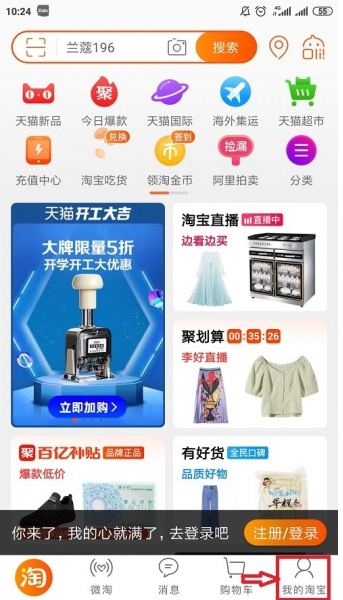 10:24
Zalo
4G
55
兰蔻196
搜索
天猫新品
今日爆款
天猫国际
海外集运
天猫超市
聚
兑换
签到
捡漏
充值中心
淘宝吃货
领淘金币
阿里拍卖
分类
天猫开工大吉
大牌限量5折
开学开工大优惠
立即加购
淘宝直播
直播中
边看边买
聚划算
00:35:26
李好直播
聚百亿补贴
品牌正品
爆款低价
有好货
全民口碑
品质好物
你来了，我的心就满了，去登录吧
注册/登录
淘
微淘
消息
购物车
我的淘宝